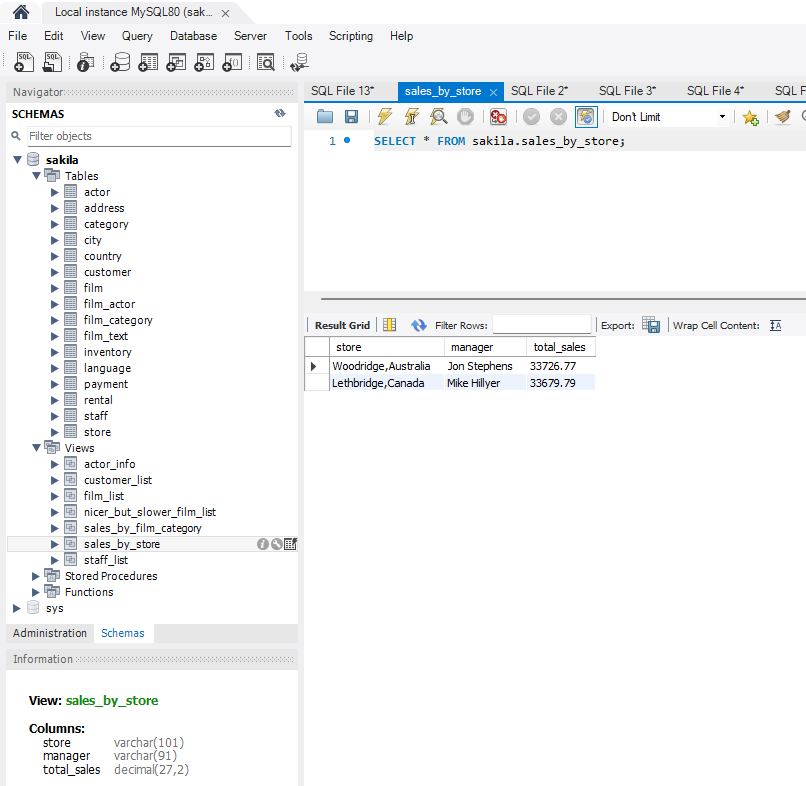 Local instance MySQL80 (sak...
File Edit View Query Database Server Tools Scripting Help
Navigator
SCHEMAS
Filter objects
sakila
Tables
actor
address
category
city
country
customer
film
film_actor
film_category
film_text
inventory
language
payment
rental
staff
store
Views
actor_info
customer_list
film_list
nicer_but_slower_film_list
sales_by_film_category
sales_by_store
staff_list
Stored Procedures
Functions
sys
Administration Schemas
Information
View: sales_by_store
Columns:
store varchar(101)
manager varchar(91)
total_sales decimal(27,2)
SQL File 13* sales_by_store SQL File 2* SQL File 3* SQL File 4* SQL F
Don't Limit
1 SELECT * FROM sakila.sales_by_store;
Result Grid Filter Rows: Export: Wrap Cell Content:
store manager total_sales
Woodridge,Australia Jon Stephens 33726.77
Lethbridge,Canada Mike Hillyer 33679.79